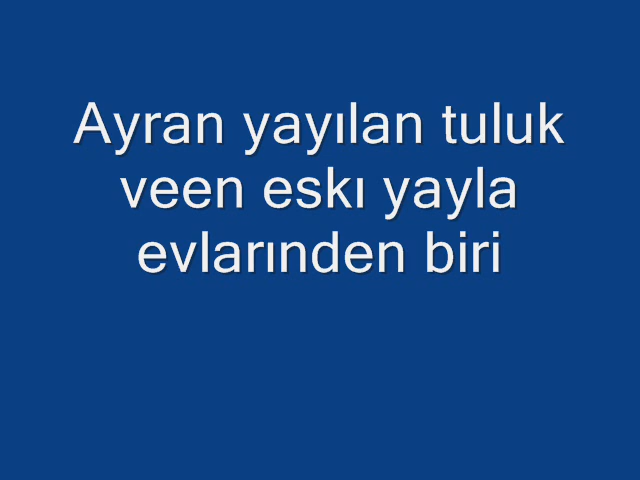 Ayran yayılan tuluk
veen eskı yayla
evlarınden biri